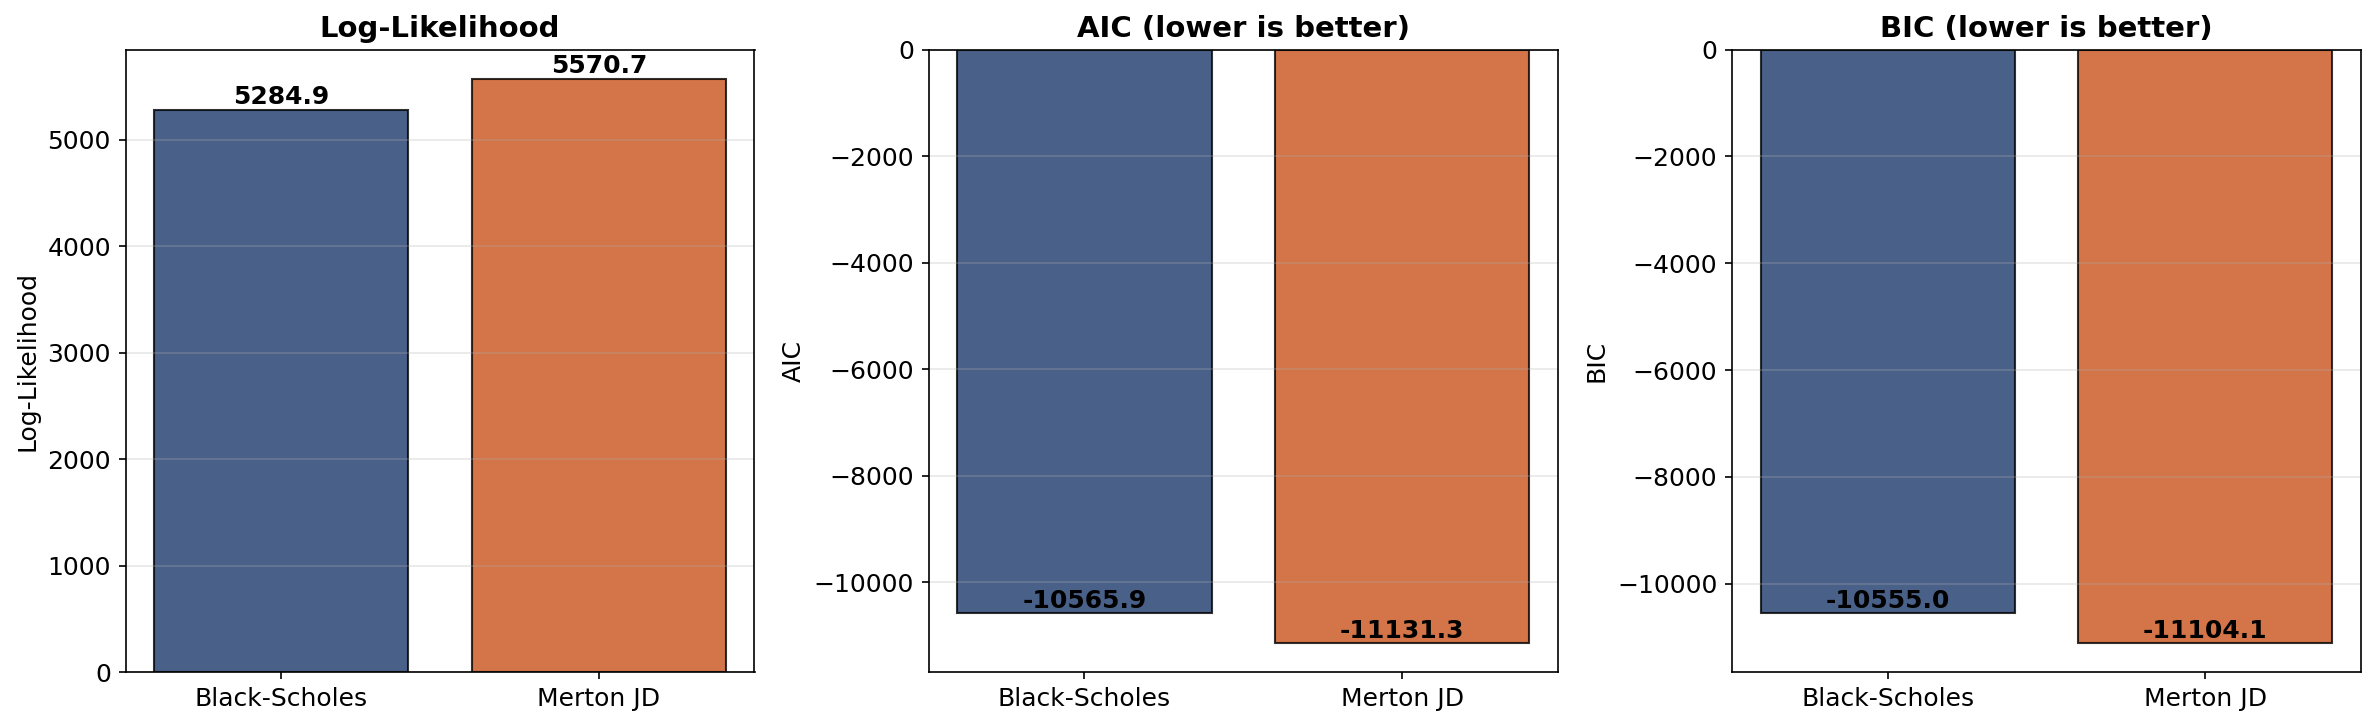 Log-Likelihood
Log-Likelihood
5000
4000
3000
2000
1000
0
5284.9
5570.7
Black-Scholes
Merton JD
AIC (lower is better)
AIC
0
−2000
−4000
−6000
−8000
−10000
-10565.9
-11131.3
Black-Scholes
Merton JD
BIC (lower is better)
BIC
0
−2000
−4000
−6000
−8000
−10000
-10555.0
-11104.1
Black-Scholes
Merton JD